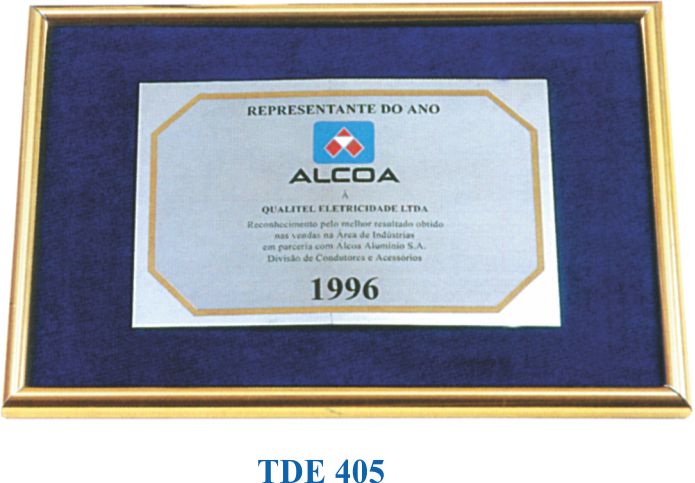 REPRESENTANTE DO ANO
ALCOA
À
QUALITEL ELETRICIDADE LTDA
Reconhecimento pelo melhor resultado obtido
nas vendas na Área de Indústrias
em parceria com Alcoa Alumínio S.A.
Divisão de Condutores e Acessórios
1996
TDE 405